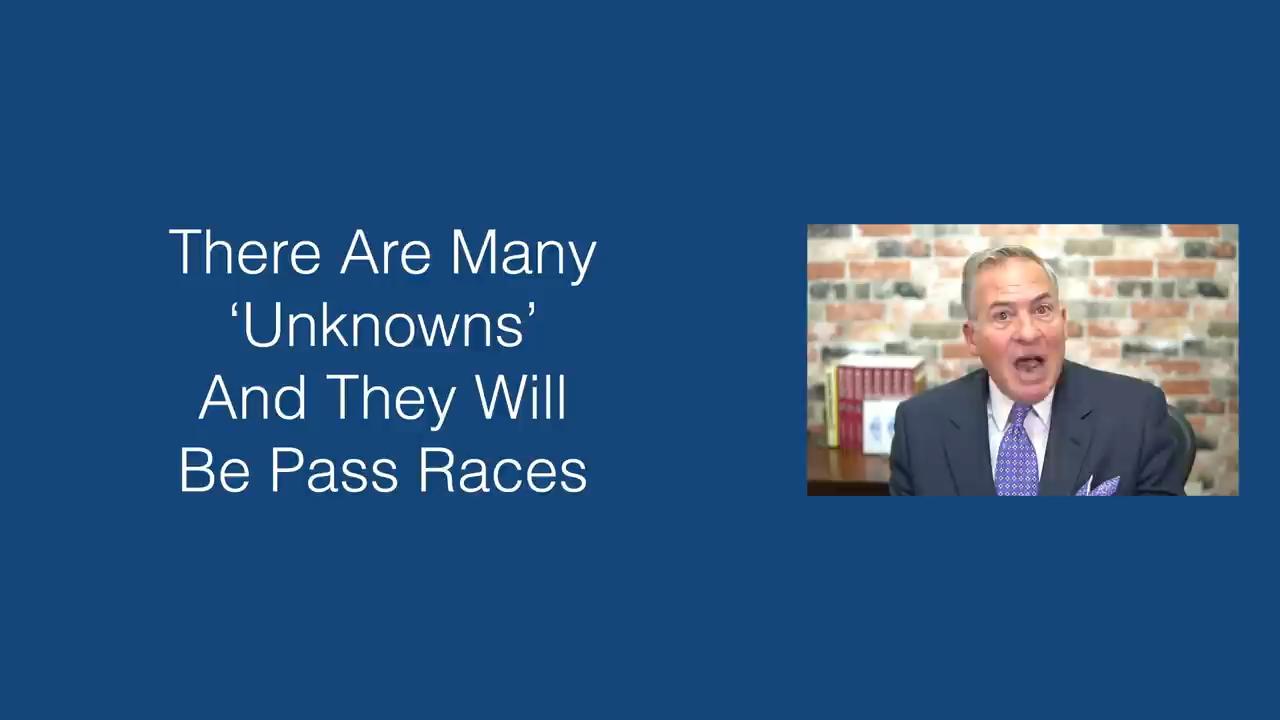 There Are Many
‘Unknowns’
And They Will
Be Pass Races